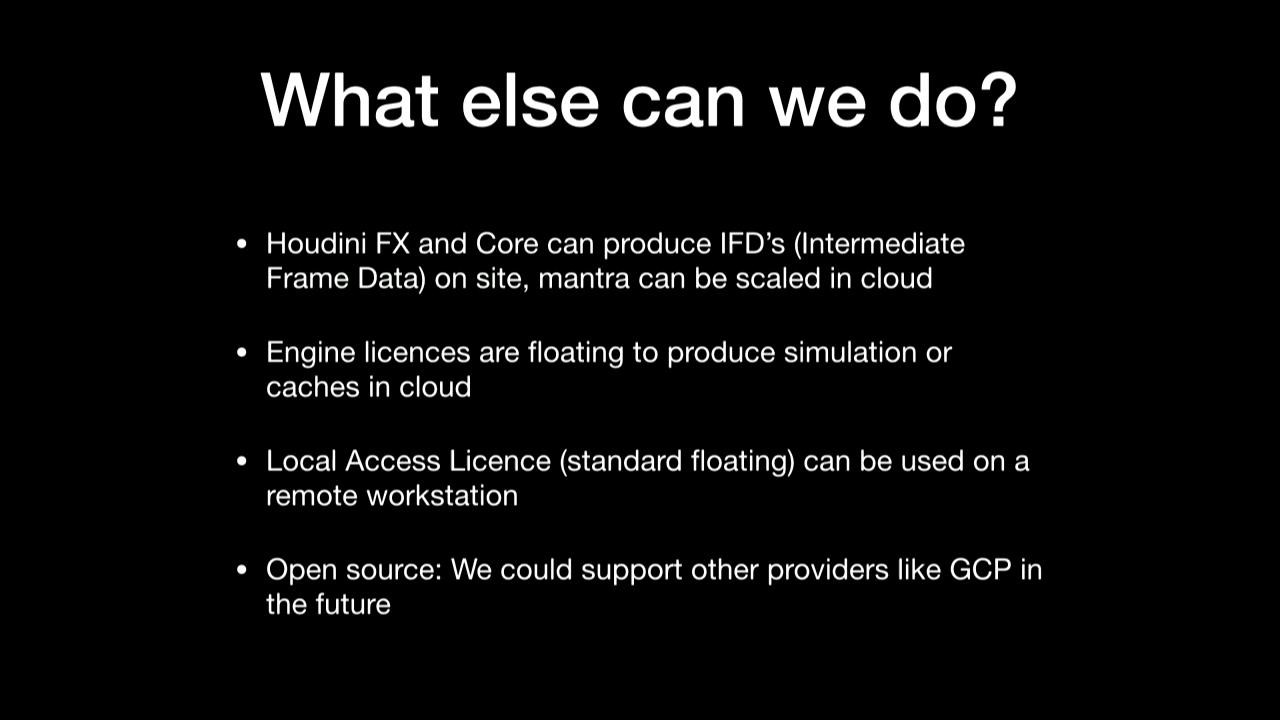 What else can we do?
• Houdini FX and Core can produce IFD’s (Intermediate
Frame Data) on site, mantra can be scaled in cloud
• Engine licences are floating to produce simulation or
caches in cloud
• Local Access Licence (standard floating) can be used on a
remote workstation
• Open source: We could support other providers like GCP in
the future